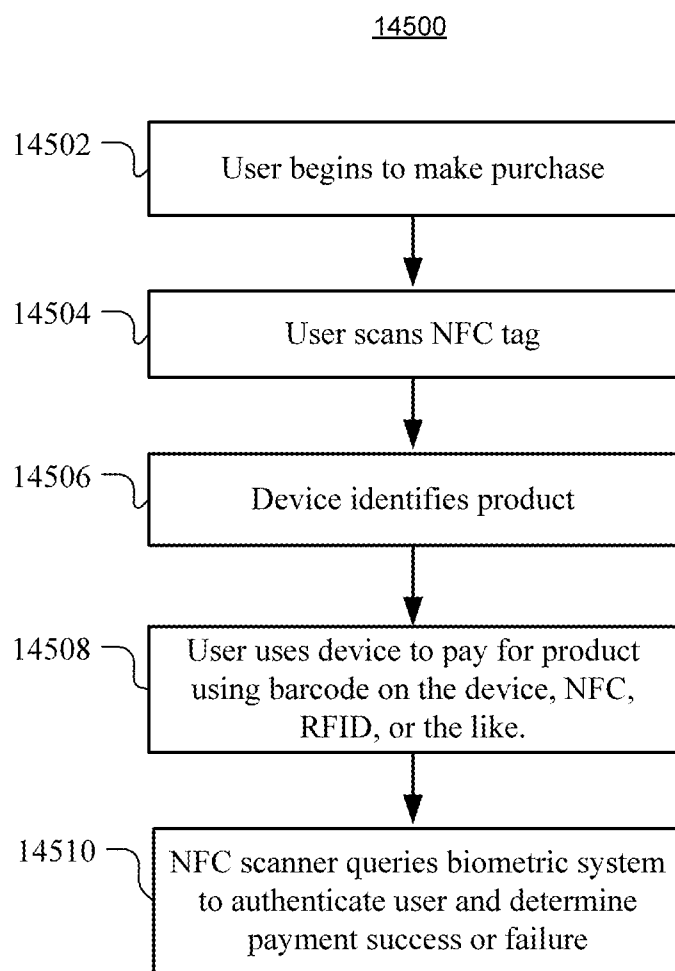 14500
14502
User begins to make purchase
14504
User scans NFC tag
14506
Device identifies product
14508
User uses device to pay for product
using barcode on the device, NFC,
RFID, or the like.
14510
NFC scanner queries biometric system
to authenticate user and determine
payment success or failure